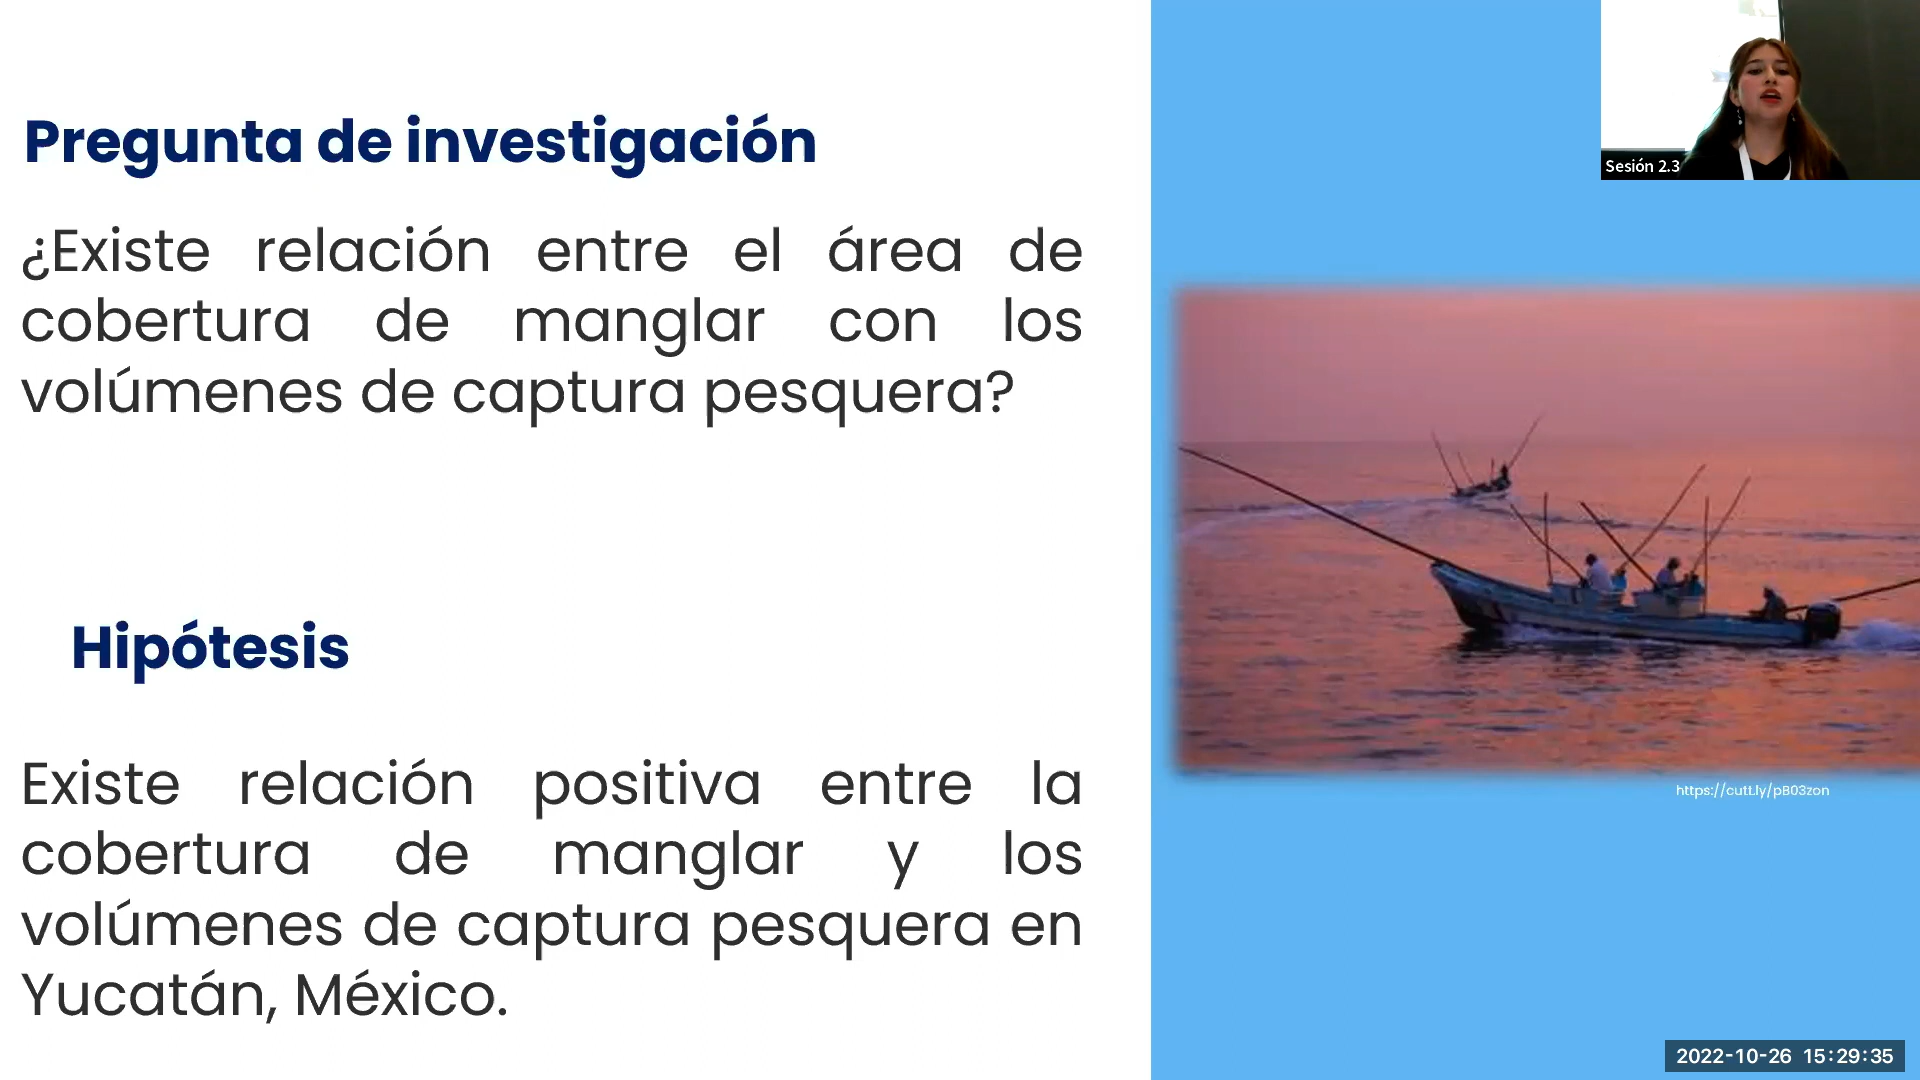 Pregunta de investigación
¿Existe relación entre el área de
cobertura de manglar con los
volúmenes de captura pesquera?
Hipótesis
Existe relación positiva entre la
cobertura de manglar y los
volúmenes de captura pesquera en
Yucatán, México.
Sesión 2.3
https://cutt.ly/pB03zon
2022-10-26 15:29:35